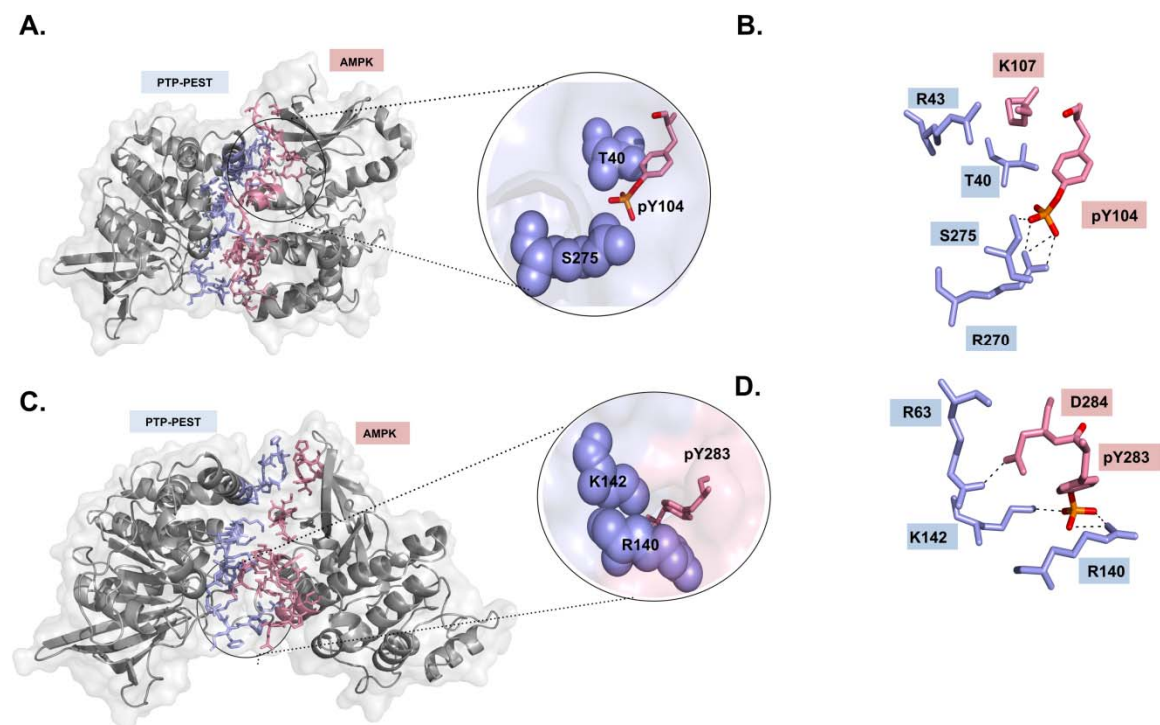 A.
PTP-PEST
AMPK
T40
pY104
S275
B.
K107
R43
T40
pY104
S275
R270
C.
PTP-PEST
AMPK
pY283
K142
R140
D.
R63
D284
pY283
K142
R140